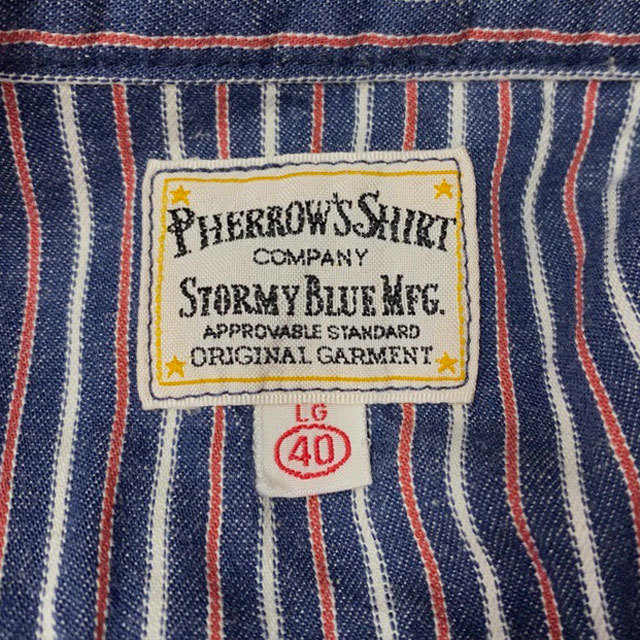 PHERROW'S SHIRT
COMPANY
STORMY BLUE MFG.
APPROVABLE STANDARD
ORIGINAL GARMENT
LG
40